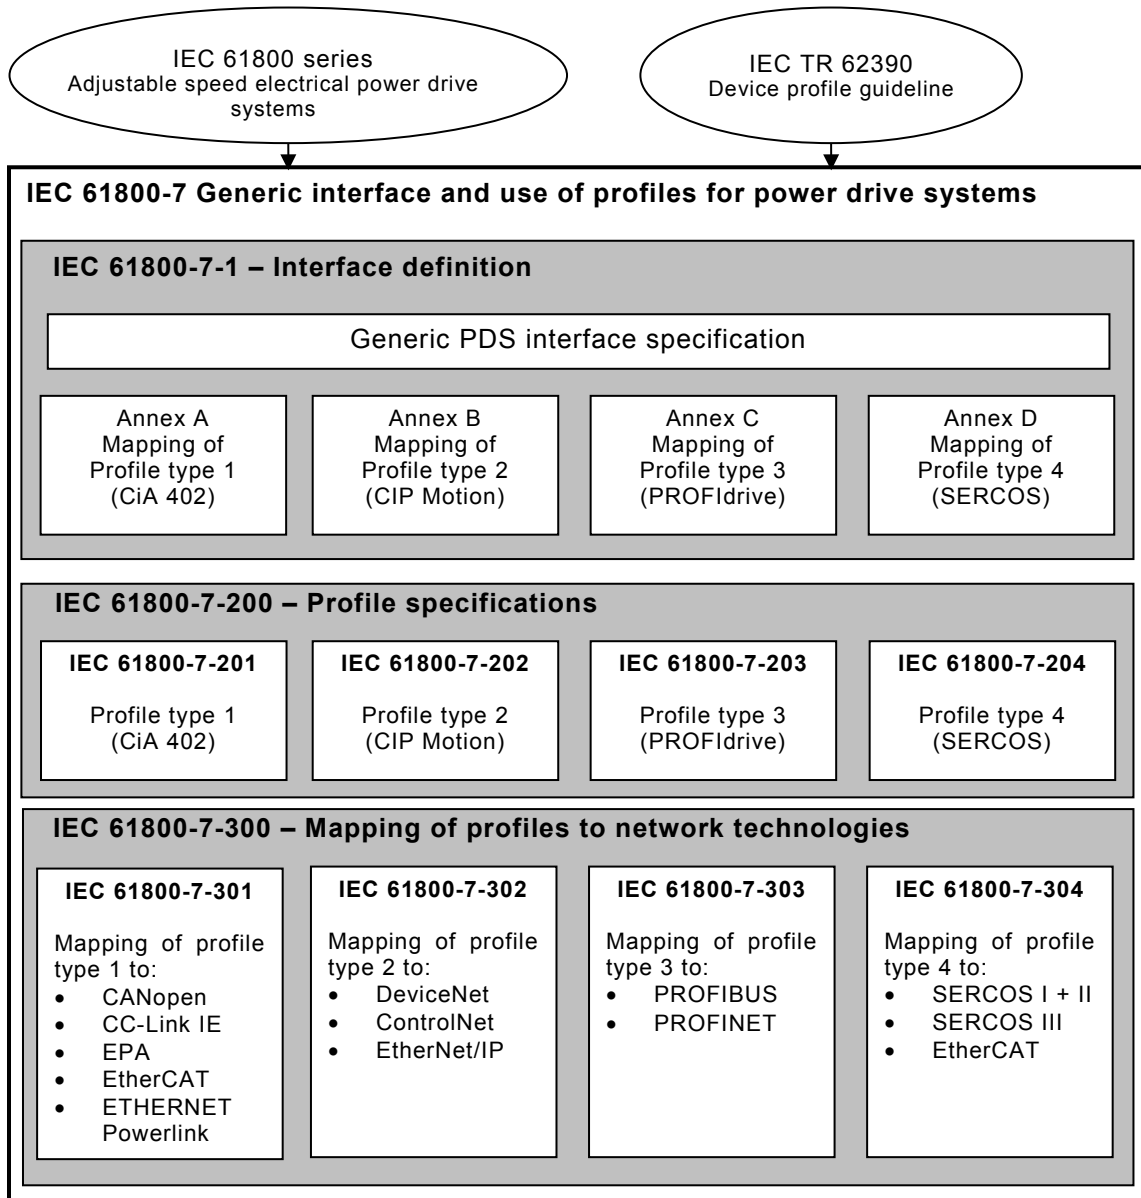 IEC 61800 series
Adjustable speed electrical power drive
systems
IEC TR 62390
Device profile guideline
IEC 61800-7 Generic interface and use of profiles for power drive systems
IEC 61800-7-1 – Interface definition
Generic PDS interface specification
Annex A
Mapping of
Profile type 1
(CiA 402)
Annex B
Mapping of
Profile type 2
(CIP Motion)
Annex C
Mapping of
Profile type 3
(PROFIdrive)
Annex D
Mapping of
Profile type 4
(SERCOS)
IEC 61800-7-200 – Profile specifications
IEC 61800-7-201
Profile type 1
(CiA 402)
IEC 61800-7-202
Profile type 2
(CIP Motion)
IEC 61800-7-203
Profile type 3
(PROFIdrive)
IEC 61800-7-204
Profile type 4
(SERCOS)
IEC 61800-7-300 – Mapping of profiles to network technologies
IEC 61800-7-301
Mapping of profile
type 1 to:
• CANopen
• CC-Link IE
• EPA
• EtherCAT
• ETHERNET
Powerlink
IEC 61800-7-302
Mapping of profile
type 2 to:
• DeviceNet
• ControlNet
• EtherNet/IP
IEC 61800-7-303
Mapping of profile
type 3 to:
• PROFIBUS
• PROFINET
IEC 61800-7-304
Mapping of profile
type 4 to:
• SERCOS I + II
• SERCOS III
• EtherCAT